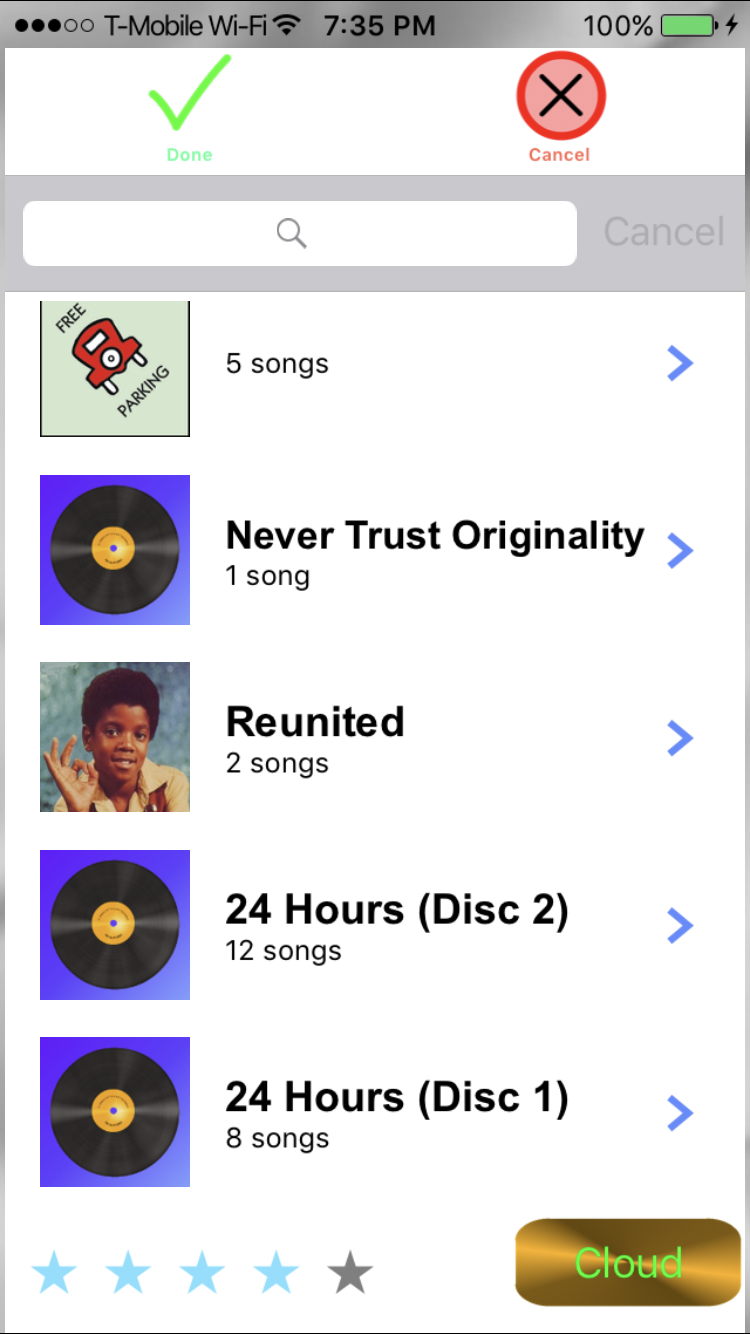 T-Mobile Wi-Fi 7:35 PM 100%
Done Cancel
Cancel
FREE
PARKING
5 songs
Never Trust Originality
1 song
Reunited
2 songs
24 Hours (Disc 2)
12 songs
24 Hours (Disc 1)
8 songs
Cloud